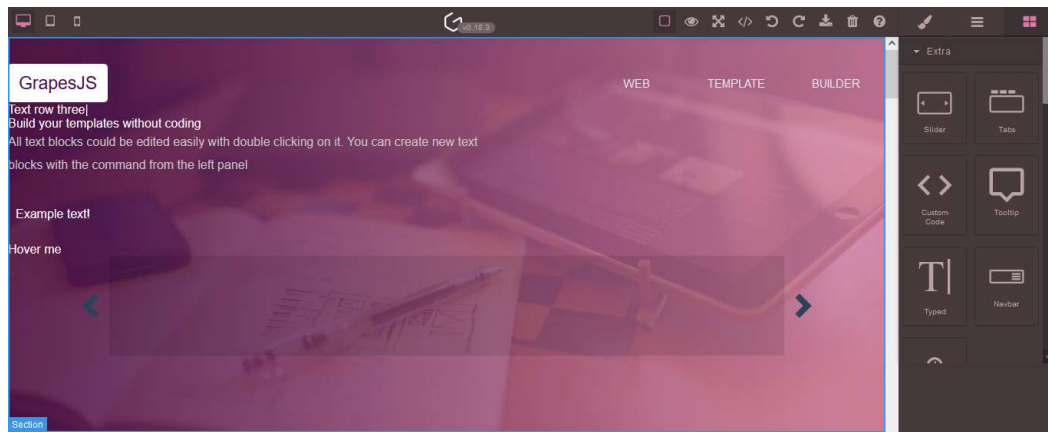 v0.18.3
Extra
GrapesJS
WEB
TEMPLATE
BUILDER
Text row three|
Build your templates without coding
All text blocks could be edited easily with double clicking on it. You can create new text
blocks with the command from the left panel
Example text!
Hover me
Section
Slider
Tabs
Custom
Code
Tooltip
Typed
Navbar